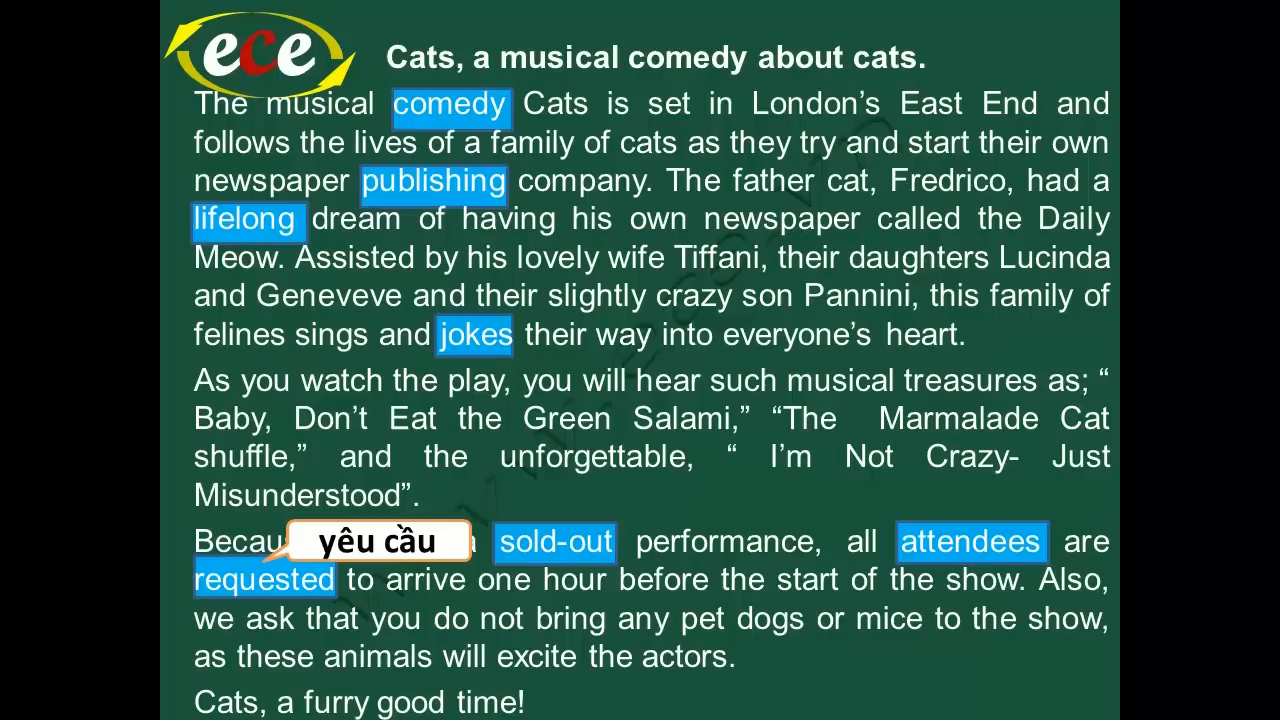 ece
Cats, a musical comedy about cats.
The musical comedy Cats is set in London’s East End and
follows the lives of a family of cats as they try and start their own
newspaper publishing company. The father cat, Fredrico, had a
lifelong dream of having his own newspaper called the Daily
Meow. Assisted by his lovely wife Tiffani, their daughters Lucinda
and Geneveve and their slightly crazy son Pannini, this family of
felines sings and jokes their way into everyone’s heart.
As you watch the play, you will hear such musical treasures as; “
Baby, Don’t Eat the Green Salami,” “The Marmalade Cat
shuffle,” and the unforgettable, “ I’m Not Crazy- Just
Misunderstood”.
yêu cầu
sold-out performance, all attendees are
requested to arrive one hour before the start of the show. Also,
we ask that you do not bring any pet dogs or mice to the show,
as these animals will excite the actors.
Cats, a furry good time!